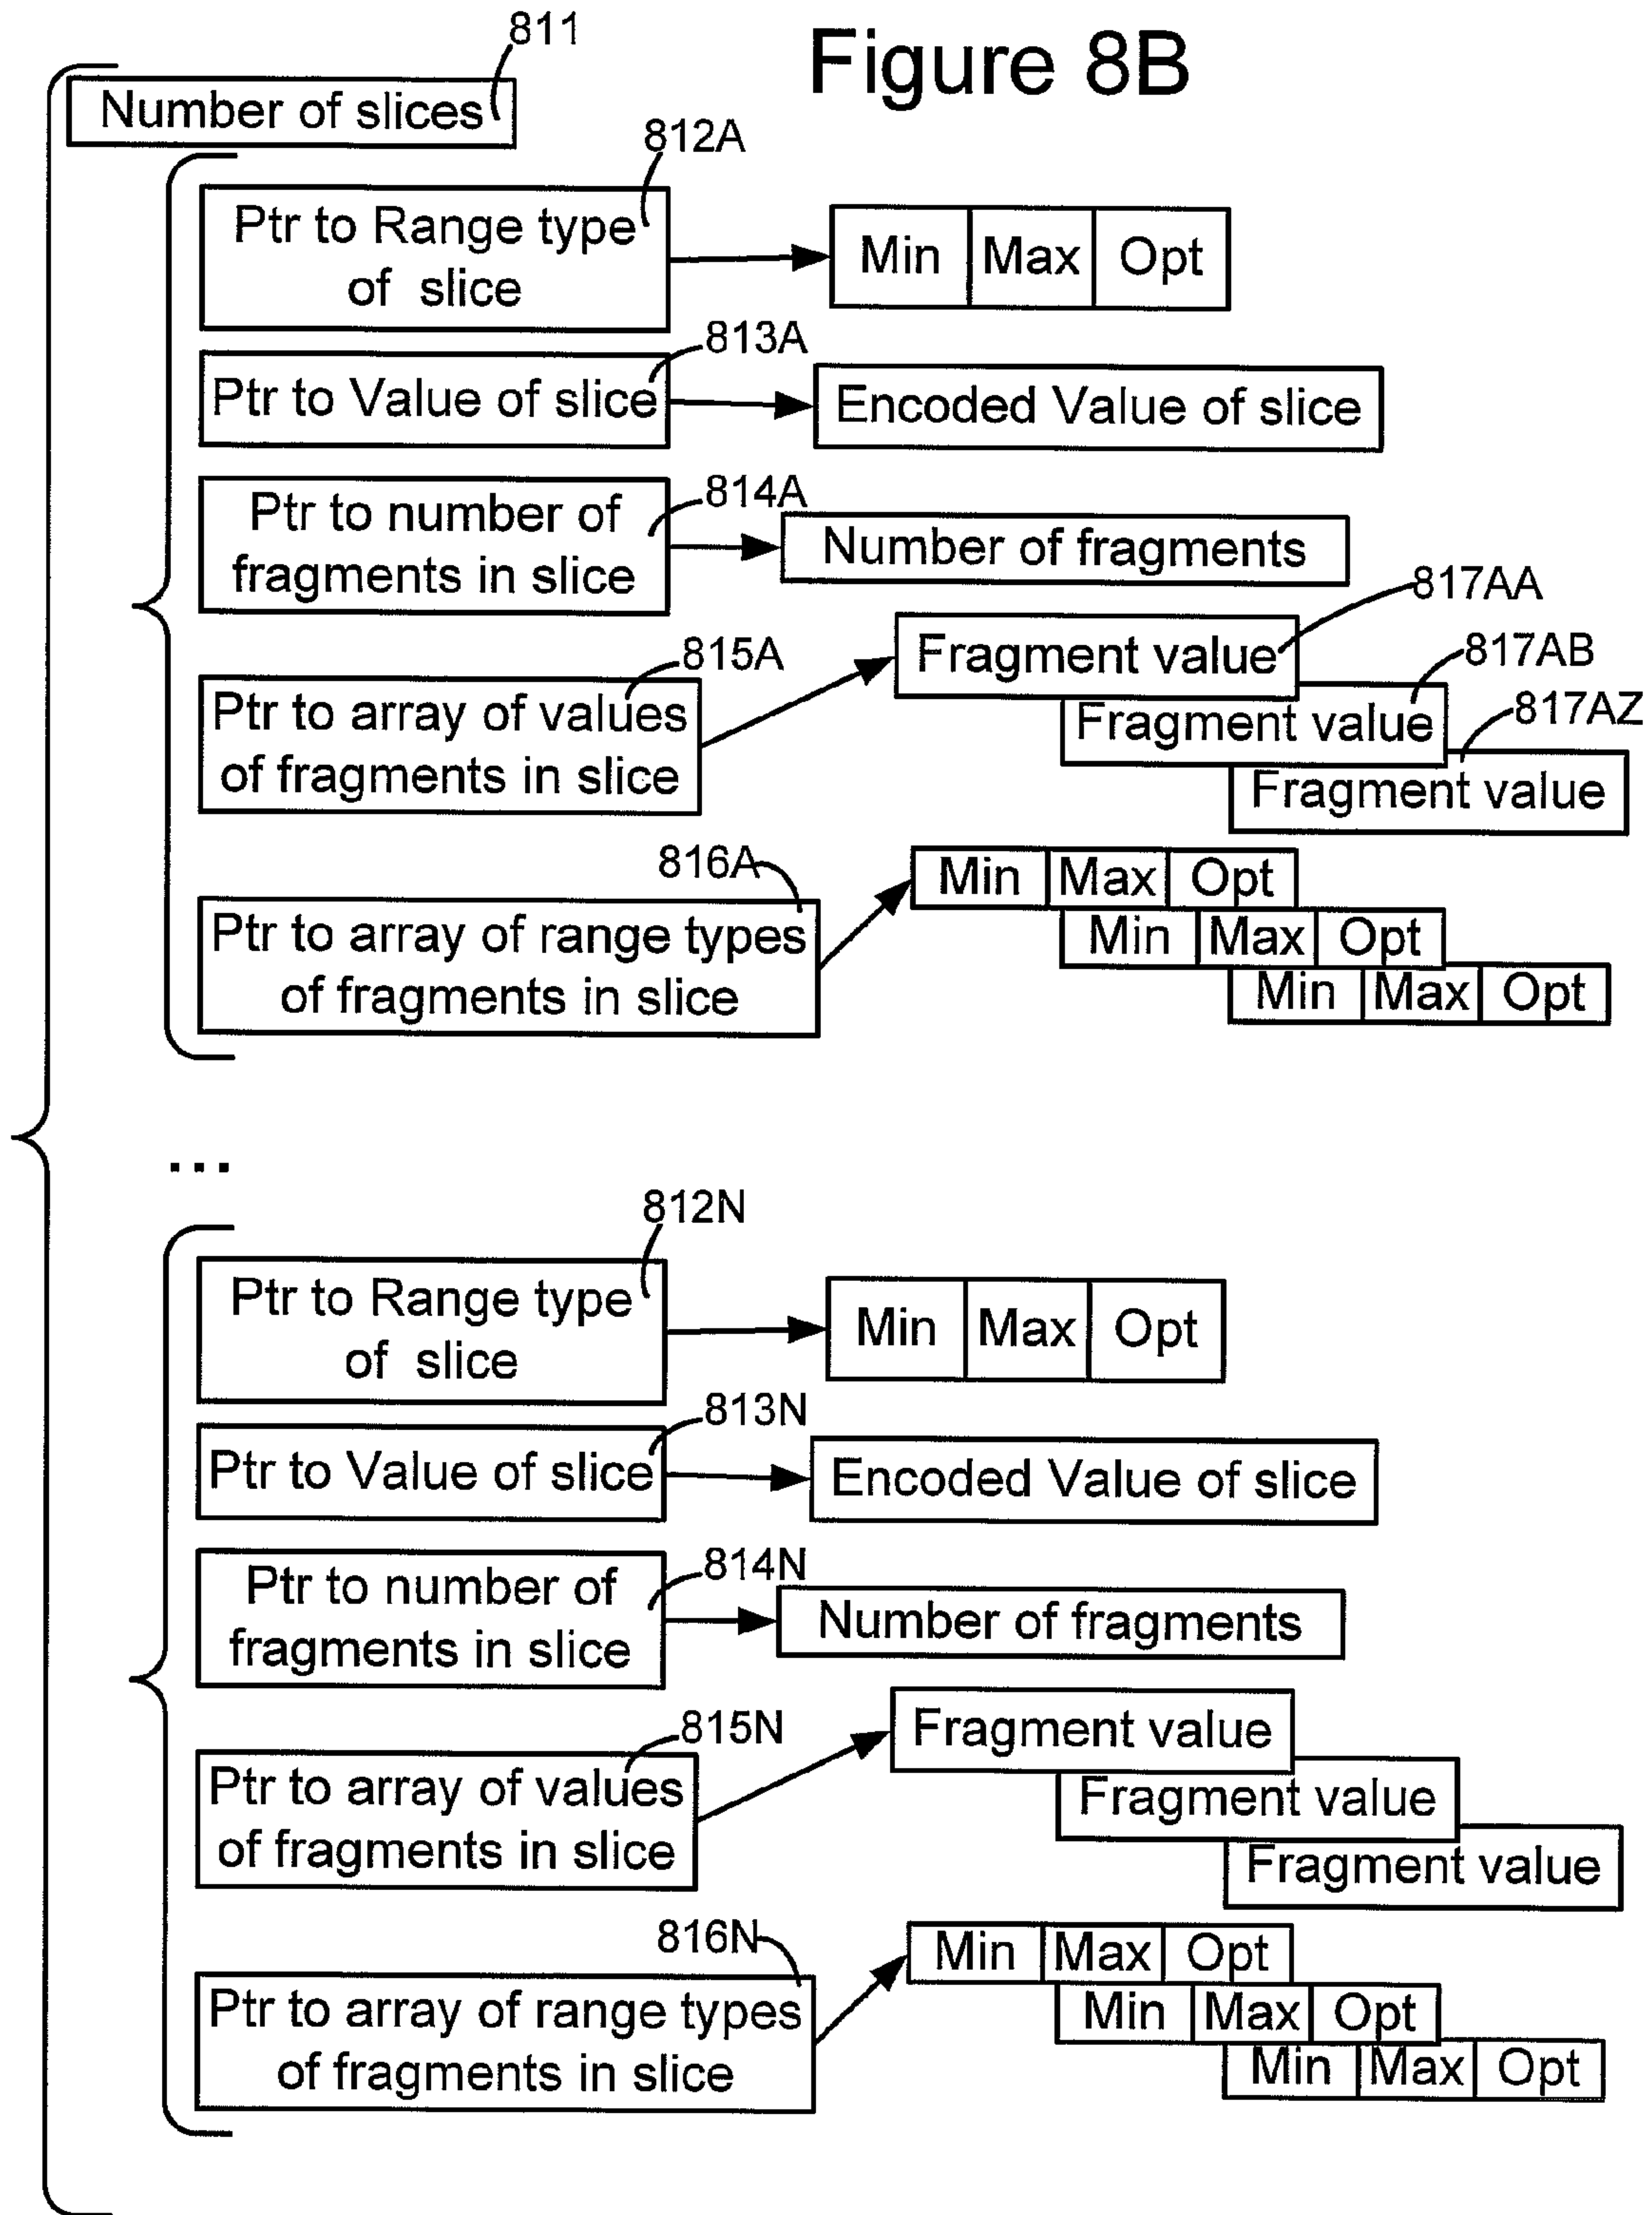 Figure 8B
811
Number of slices
812A
Ptr to Range type
of slice
Min Max Opt
813A
Ptr to Value of slice
Encoded Value of slice
814A
Ptr to number of
fragments in slice
Number of fragments
817AA
Fragment value
815A
817AB
Ptr to array of values
of fragments in slice
Fragment value
817AZ
Fragment value
816A
Min Max Opt
Ptr to array of range types
of fragments in slice
Min Max Opt
Min Max Opt
...
812N
Ptr to Range type
of slice
Min Max Opt
813N
Ptr to Value of slice
Encoded Value of slice
814N
Ptr to number of
fragments in slice
Number of fragments
815N
Fragment value
Ptr to array of values
of fragments in slice
Fragment value
Fragment value
816N
Min Max Opt
Ptr to array of range types
of fragments in slice
Min Max Opt
Min Max Opt